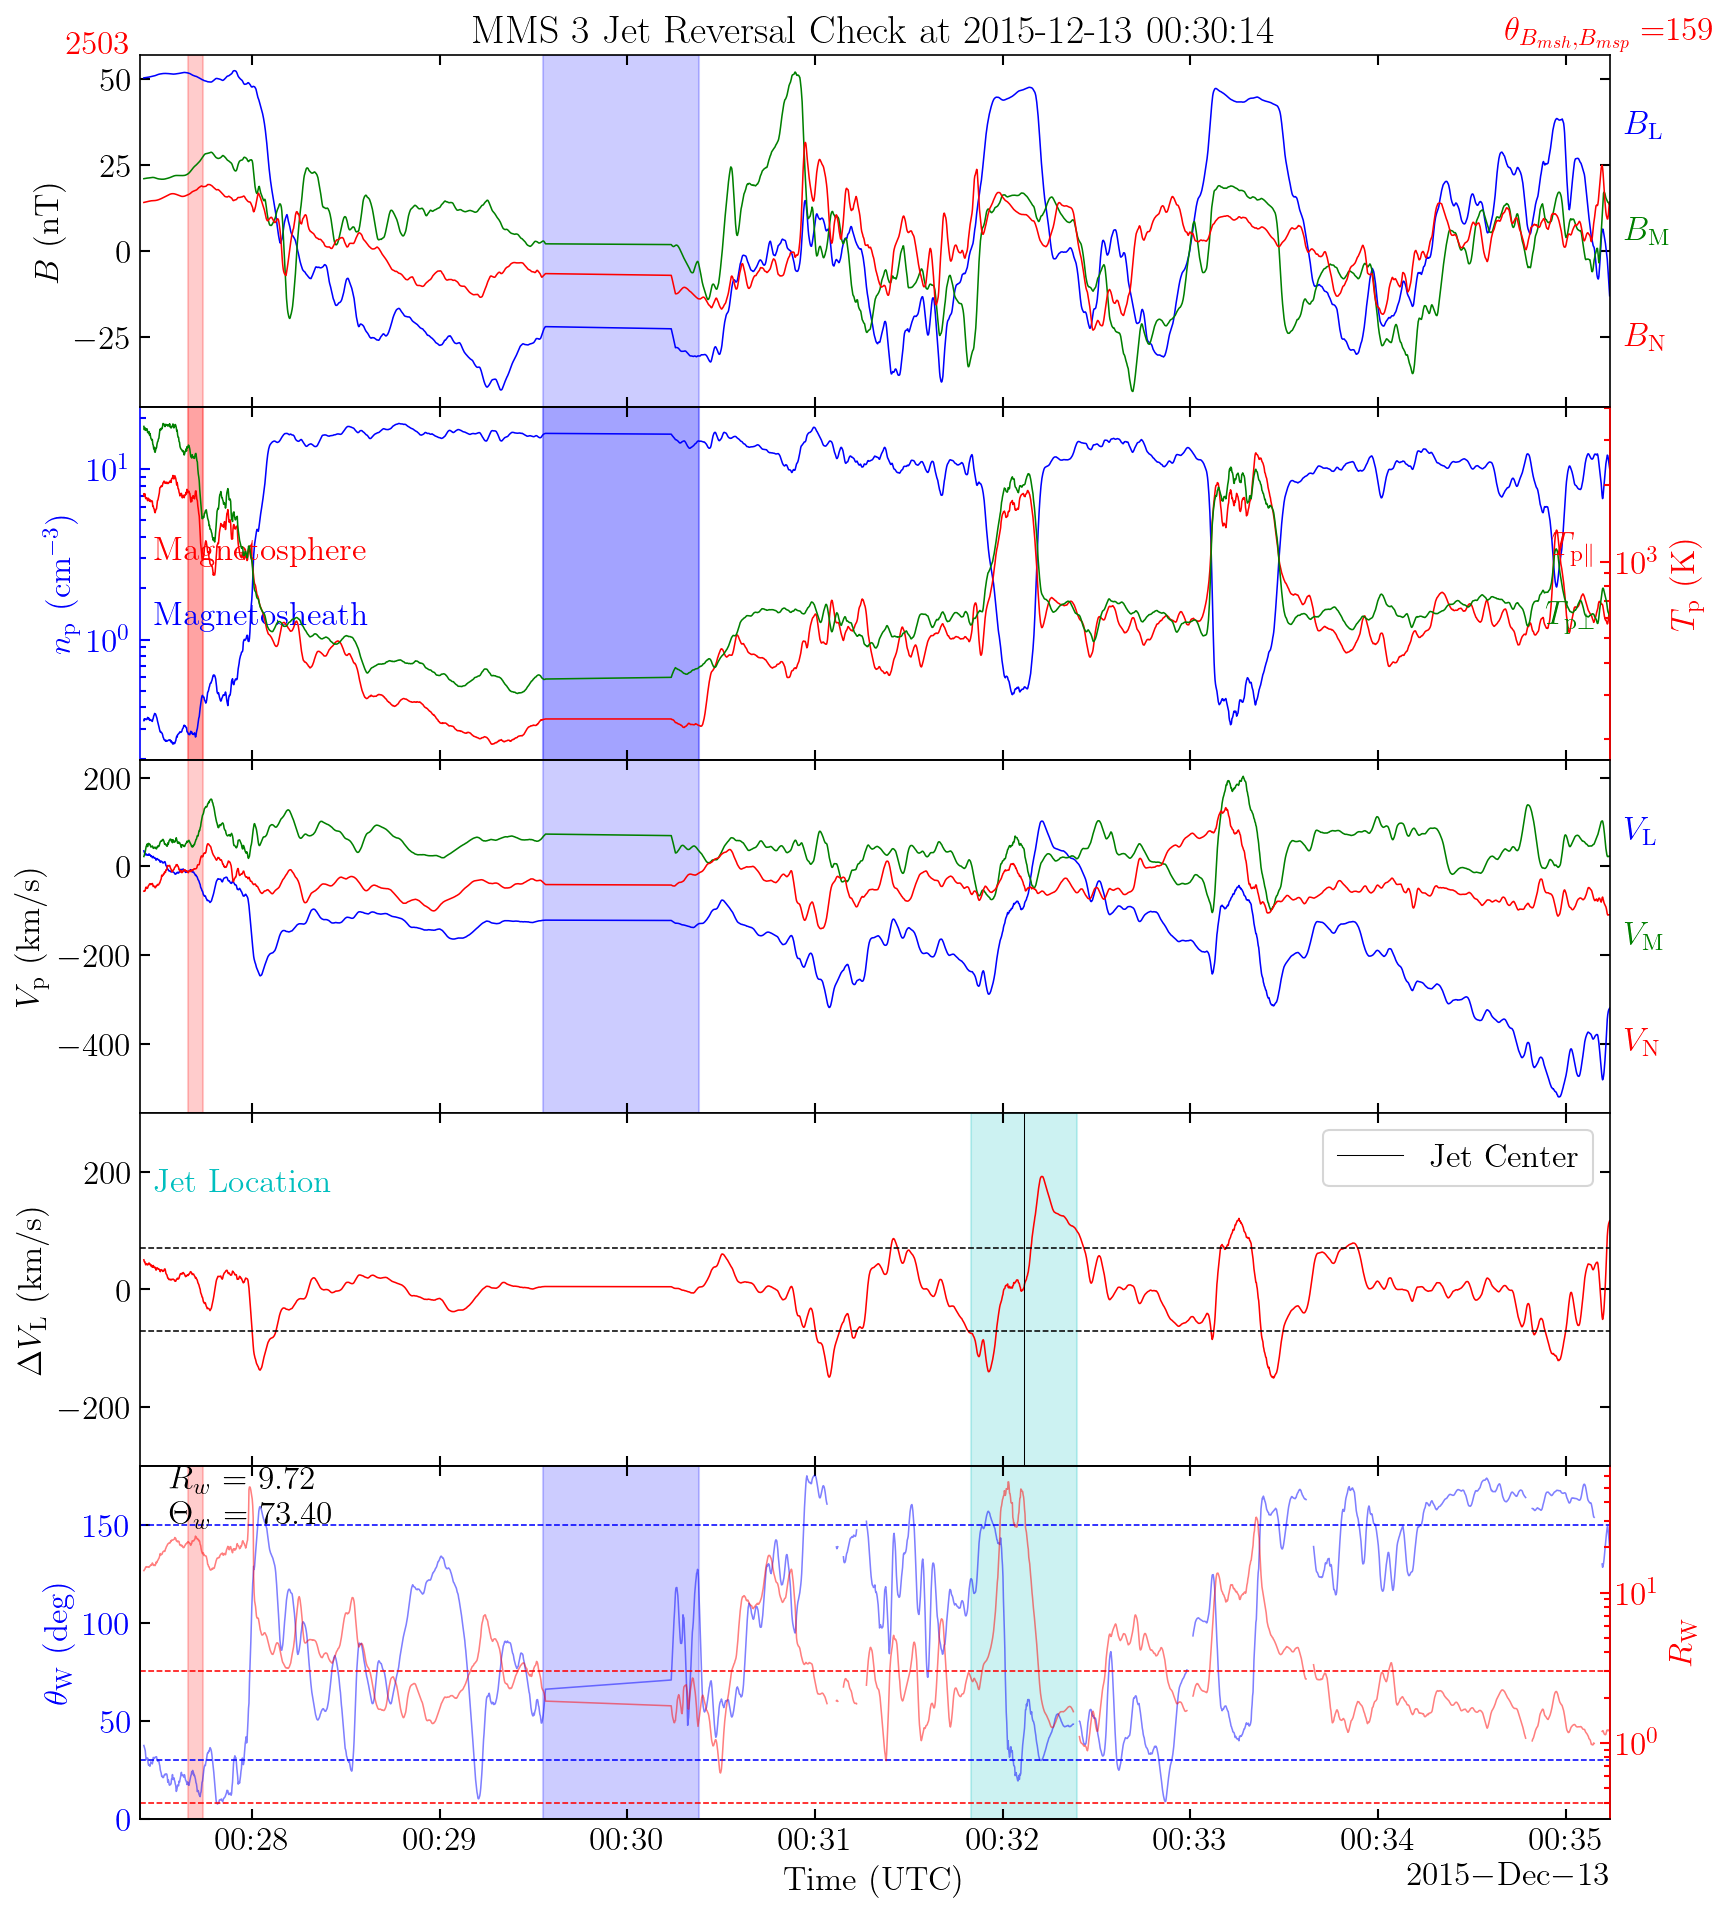 MMS 3 Jet Reversal Check at 2015-12-13 00:30:14
2503
θ_{B_{msh},B_{msp}} =159
50
25
0
−25
B (nT)
B_L
B_M
B_N
10^1
10^0
n_p (cm^{−3})
Magnetosphere
Magnetosheath
T_{p∥}
T_{p⊥}
10^3
T_p (K)
200
0
−200
−400
V_p (km/s)
V_L
V_M
V_N
Jet Location
Jet Center
200
0
−200
ΔV_L (km/s)
R_w = 9.72
Θ_w = 73.40
150
100
50
0
θ_W (deg)
10^1
10^0
R_W
00:28 00:29 00:30 00:31 00:32 00:33 00:34 00:35
Time (UTC)
2015−Dec−13